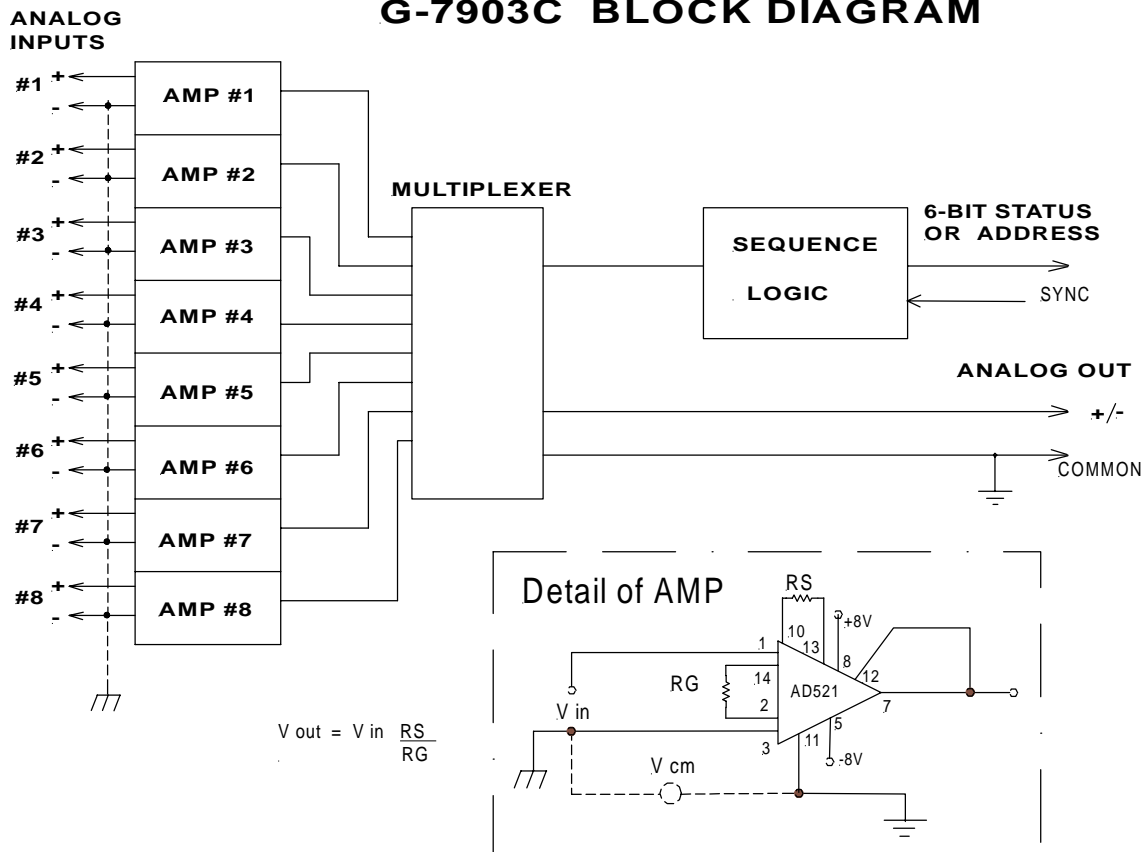 G-7903C BLOCK DIAGRAM
ANALOG
INPUTS
#1 + -
AMP #1
#2 + -
AMP #2
#3 + -
AMP #3
#4 + -
AMP #4
#5 + -
AMP #5
#6 + -
AMP #6
#7 + -
AMP #7
#8 + -
AMP #8
MULTIPLEXER
SEQUENCE
LOGIC
6-BIT STATUS
OR ADDRESS
SYNC
ANALOG OUT
+/-
COMMON
Detail of AMP
RS
10
13
+8V
8
12
1
14
RG
2
AD521
7
V in
3
11
5
-8V
V cm
V out = V in RS
RG